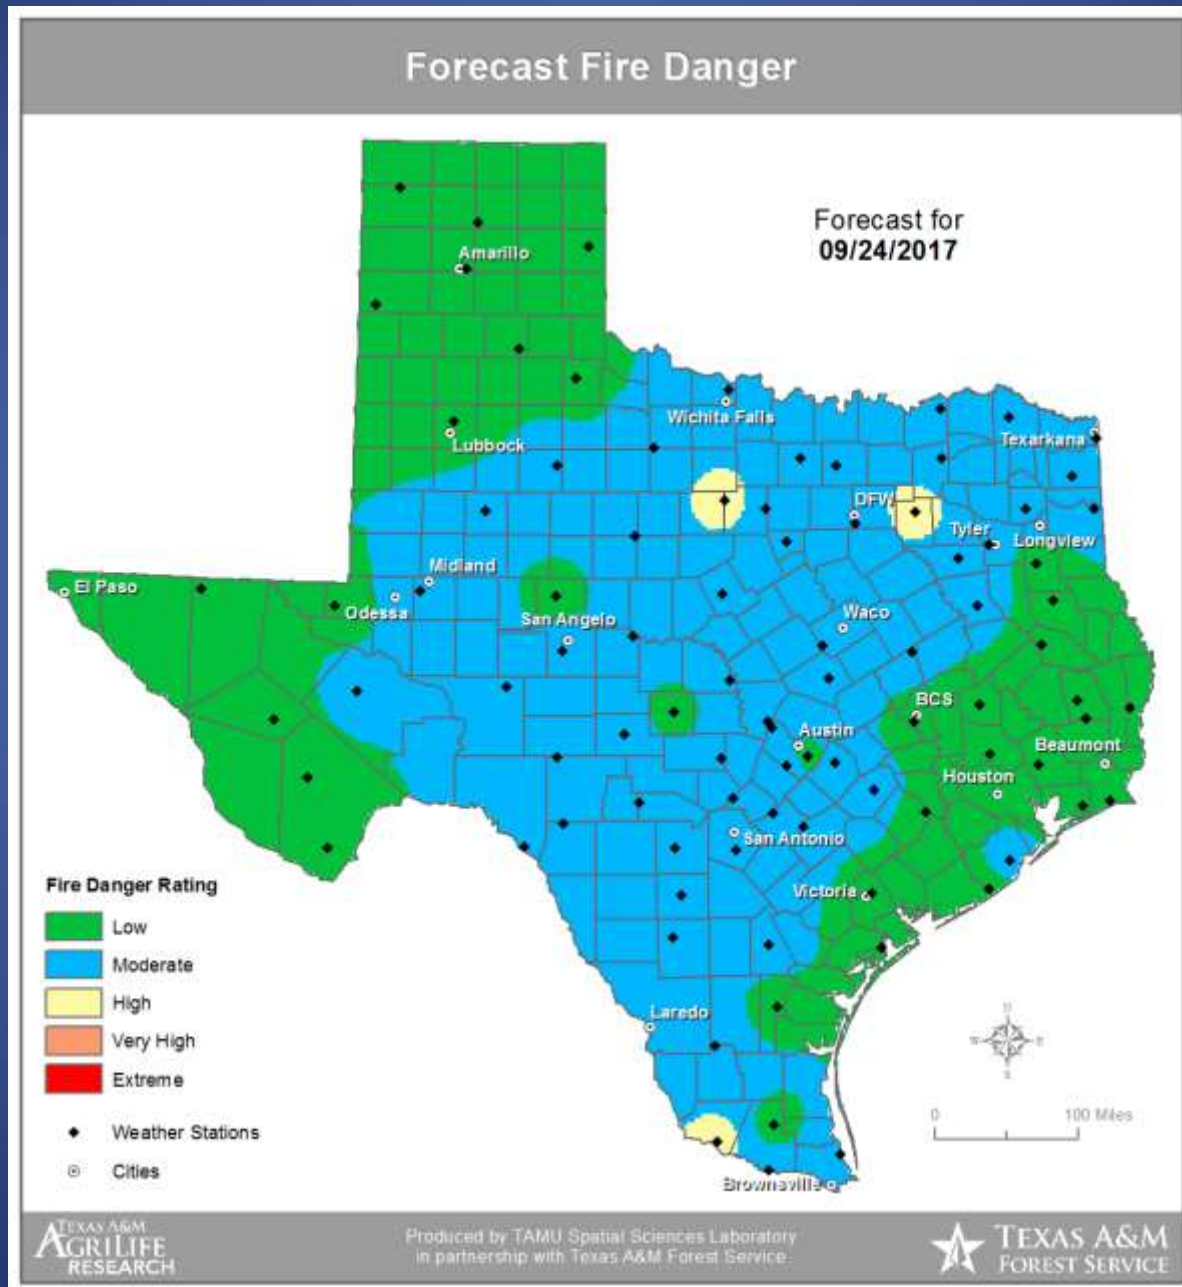 Forecast Fire Danger
Forecast for
09/24/2017
Amarillo
Lubbock
Wichita Falls
Texarkana
DFW
Tyler
Longview
El Paso
Midland
Odessa
San Angelo
Waco
BCS
Austin
Beaumont
Houston
San Antonio
Victoria
Laredo
Brownsville
Fire Danger Rating
Low
Moderate
High
Very High
Extreme
Weather Stations
Cities
N
W E
S
0 100 Miles
TEXAS A&M
AGRILIFE
RESEARCH
Produced by TAMU Spatial Sciences Laboratory
in partnership with Texas A&M Forest Service
TEXAS A&M
FOREST SERVICE